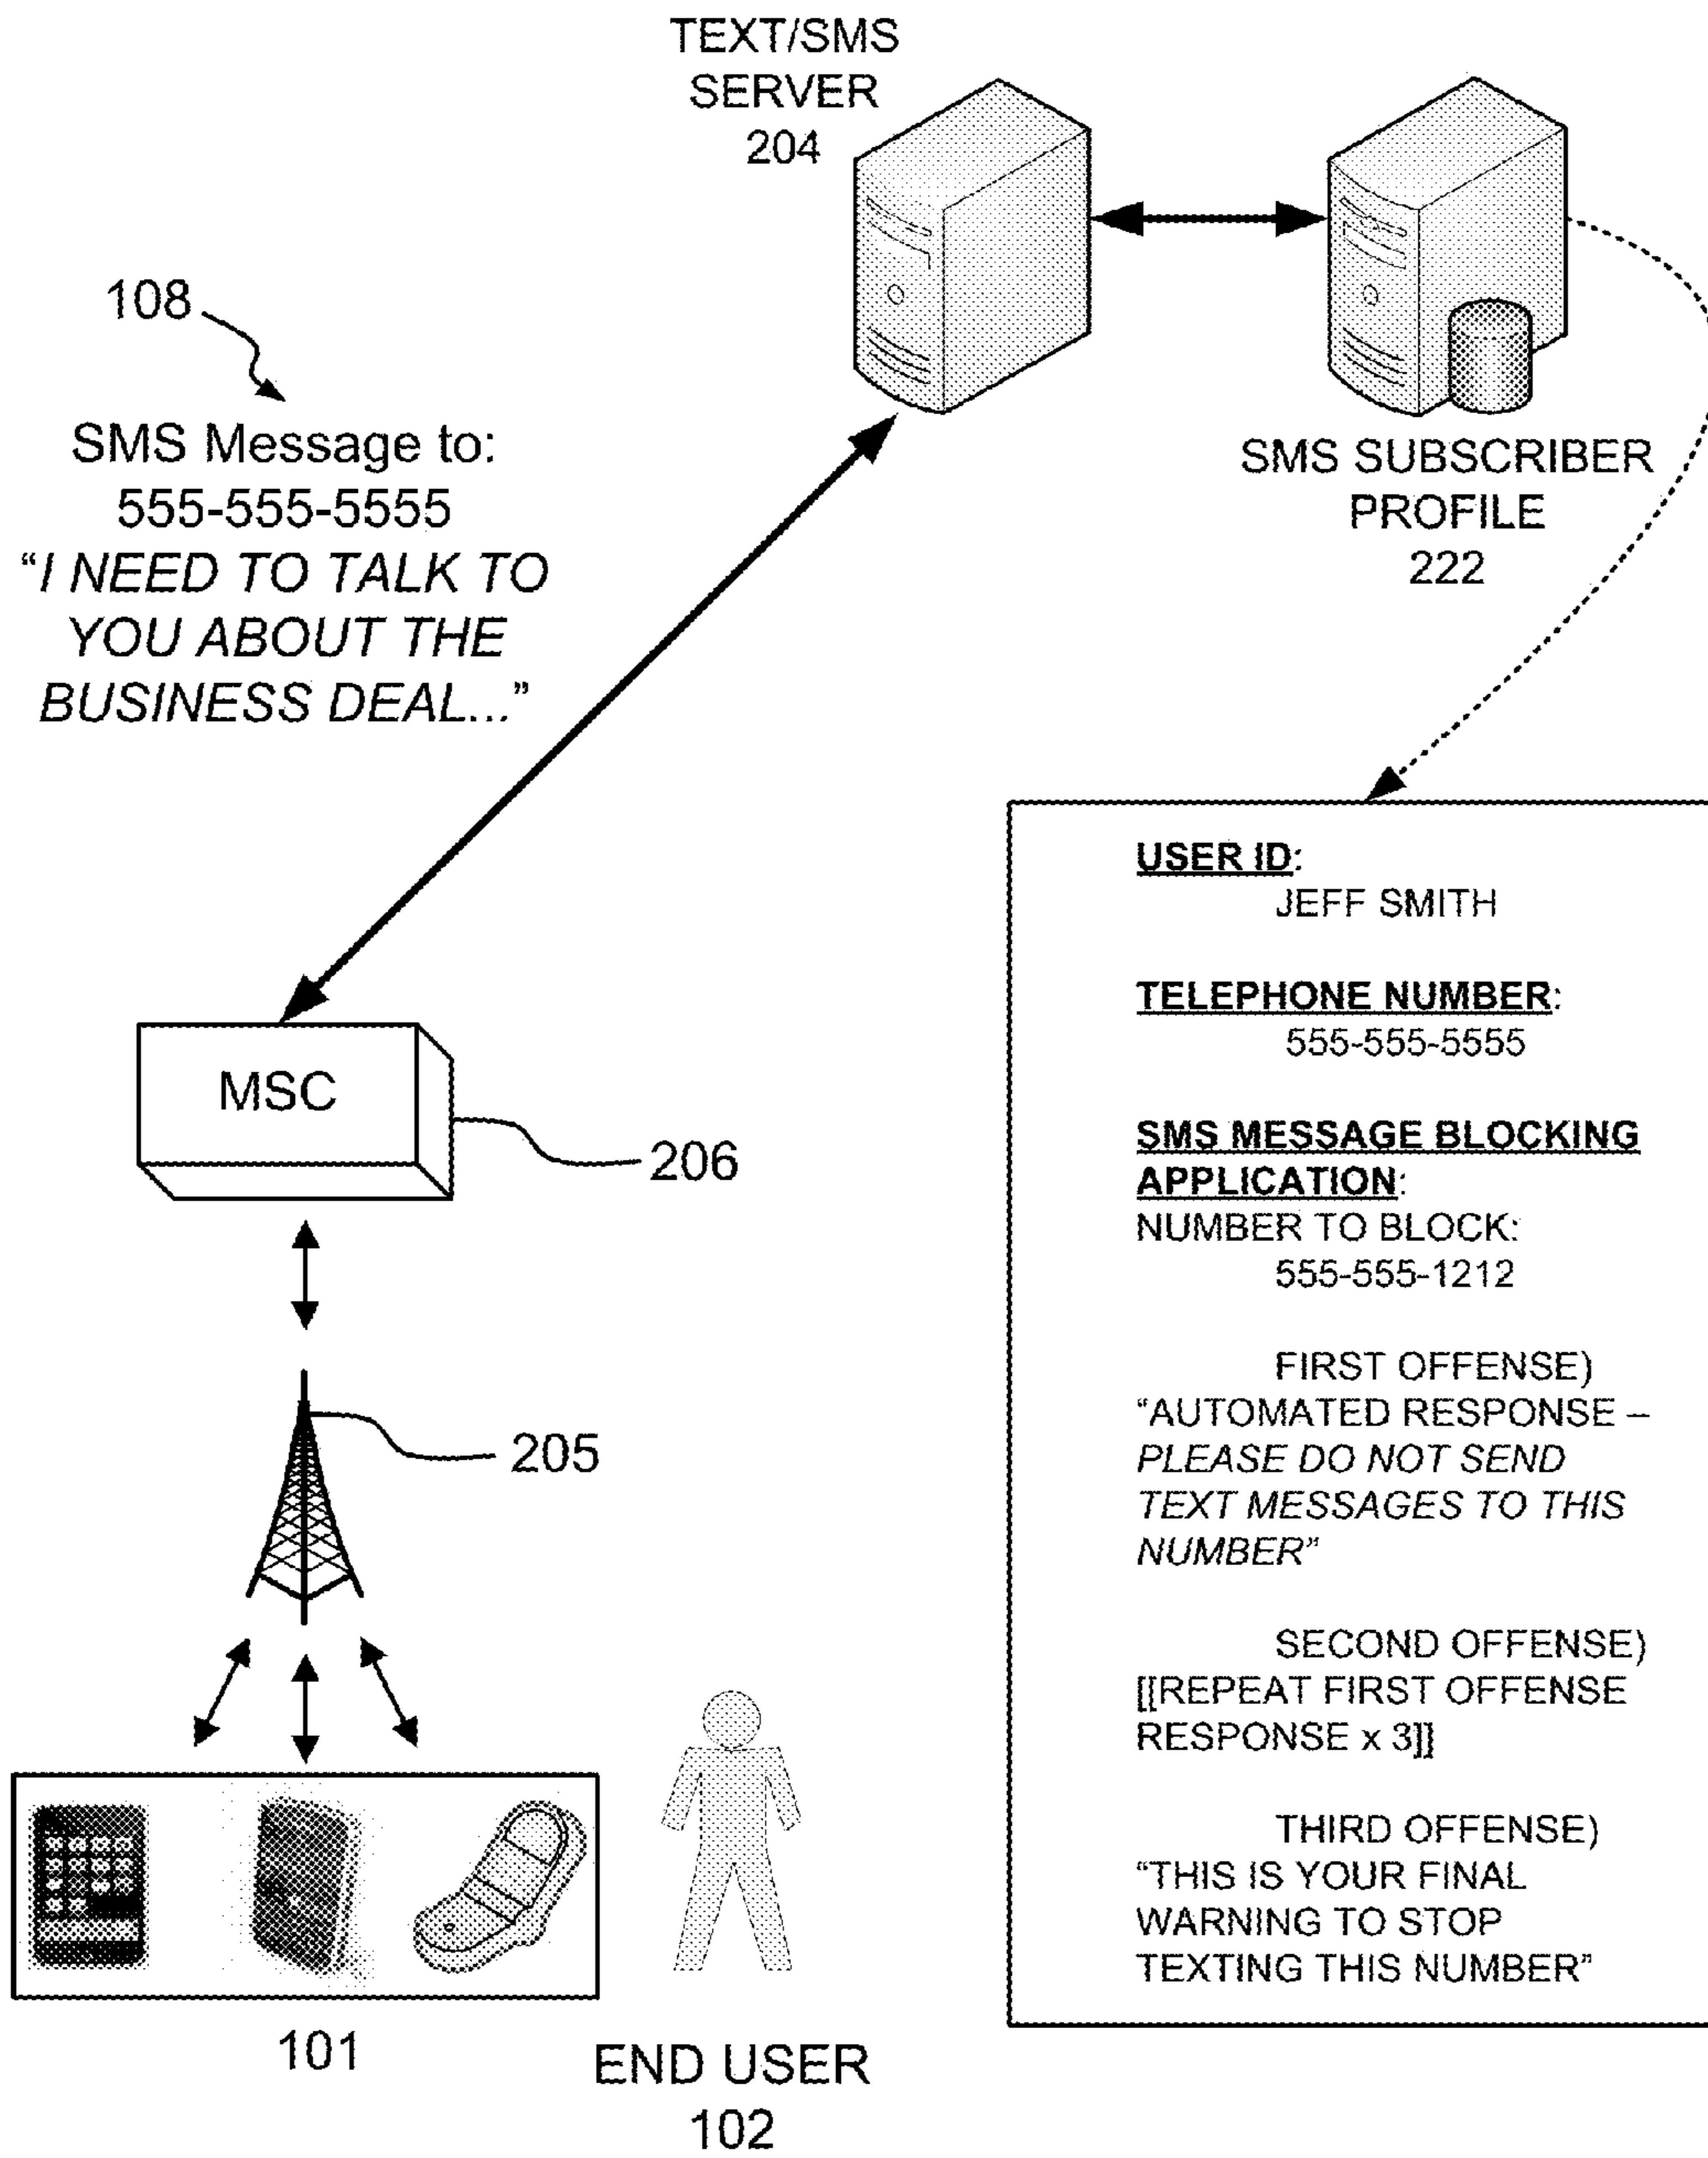 TEXT/SMS
SERVER
204
108
SMS Message to:
555-555-5555
“I NEED TO TALK TO
YOU ABOUT THE
BUSINESS DEAL...”
SMS SUBSCRIBER
PROFILE
222
MSC
206
205
101
END USER
102
USER ID:
JEFF SMITH
TELEPHONE NUMBER:
555-555-5555
SMS MESSAGE BLOCKING
APPLICATION:
NUMBER TO BLOCK:
555-555-1212
FIRST OFFENSE)
“AUTOMATED RESPONSE –
PLEASE DO NOT SEND
TEXT MESSAGES TO THIS
NUMBER”
SECOND OFFENSE)
[[REPEAT FIRST OFFENSE
RESPONSE x 3]]
THIRD OFFENSE)
“THIS IS YOUR FINAL
WARNING TO STOP
TEXTING THIS NUMBER”